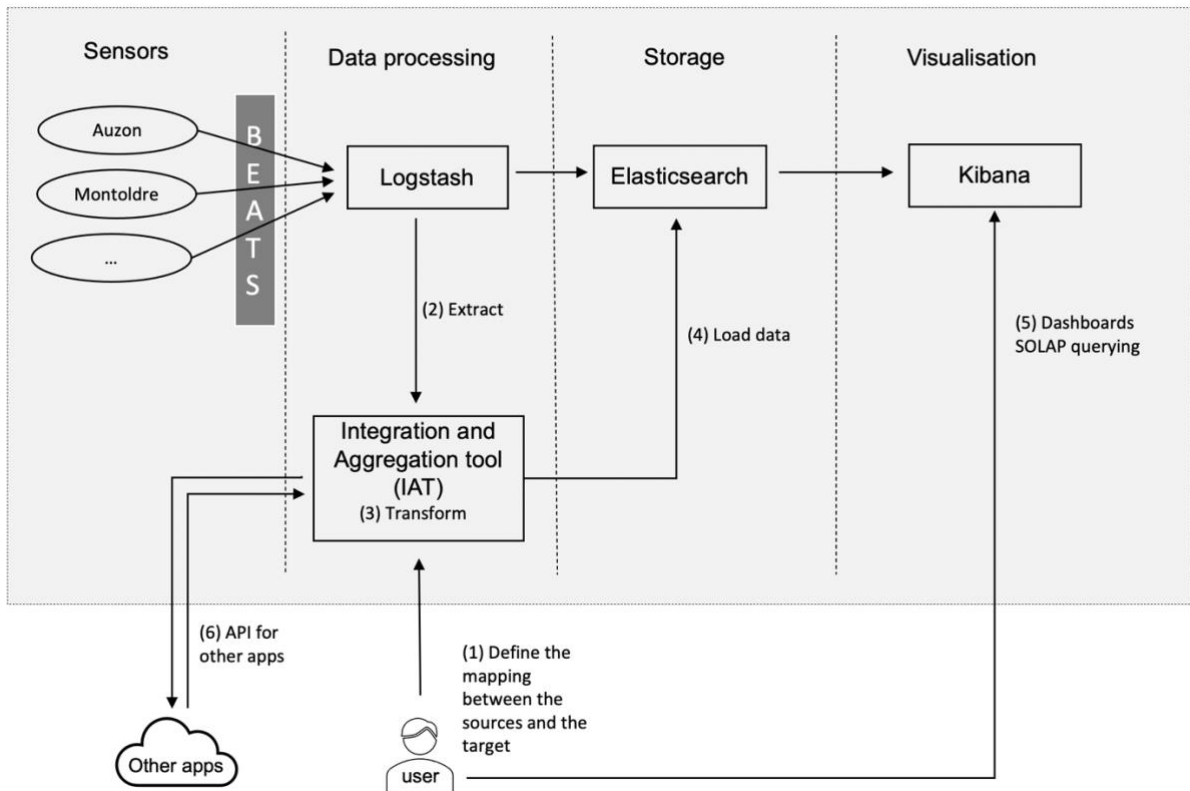 Sensors
Data processing
Storage
Visualisation
Auzon
Montoldre
...
BEATS
Logstash
Elasticsearch
Kibana
(2) Extract
(4) Load data
(5) Dashboards
SOLAP querying
Integration and
Aggregation tool
(IAT)
(3) Transform
(6) API for
other apps
(1) Define the
mapping
between the
sources and the
target
Other apps
user